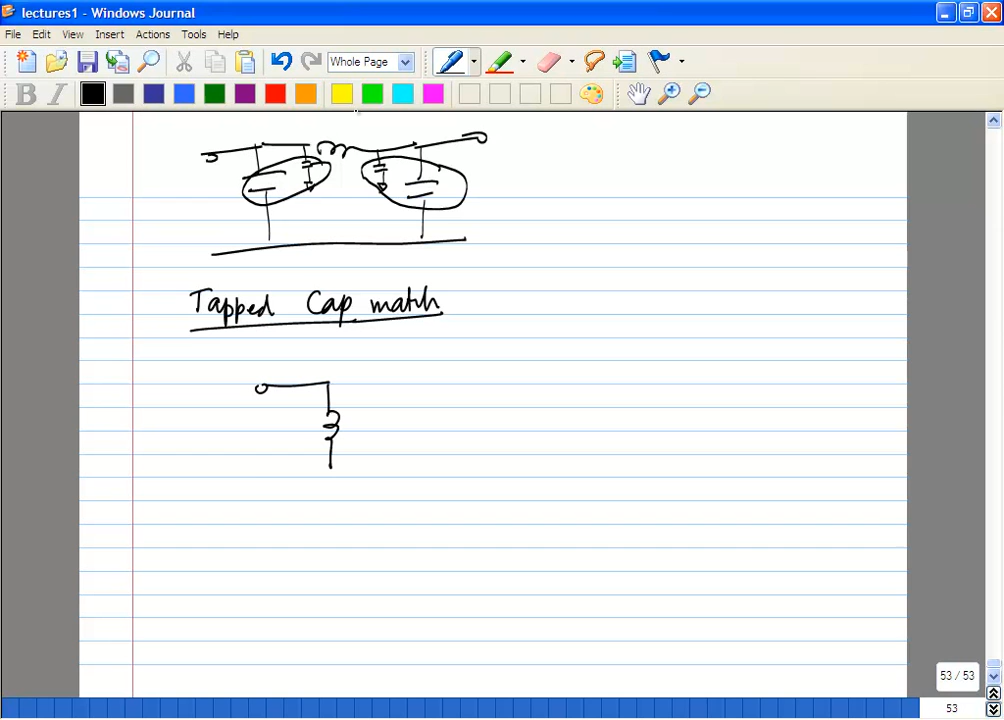 lectures1 - Windows Journal
File Edit View Insert Actions Tools Help
Whole Page
B I
Tapped Cap match
53 / 53
53